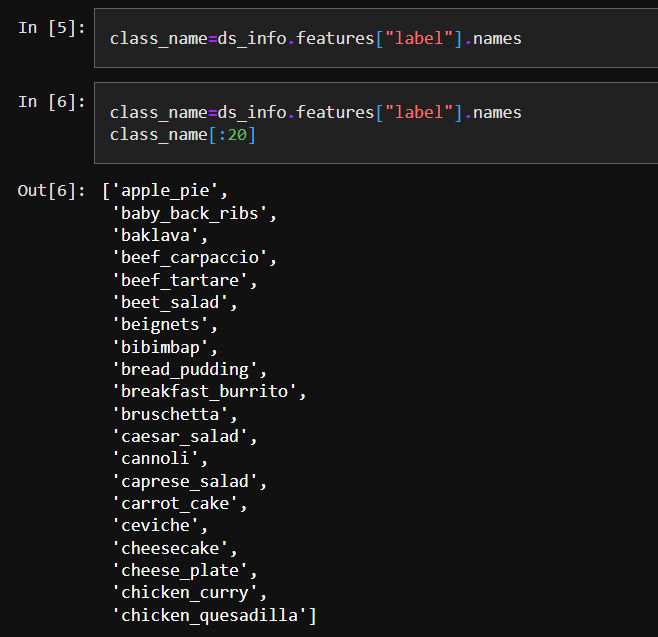 In [5]: class_name=ds_info.features["label"].names
In [6]: class_name=ds_info.features["label"].names
class_name[:20]
Out[6]: ['apple_pie',
'baby_back_ribs',
'baklava',
'beef_carpaccio',
'beef_tartare',
'beet_salad',
'beignets',
'bibimbap',
'bread_pudding',
'breakfast_burrito',
'bruschetta',
'caesar_salad',
'cannoli',
'caprese_salad',
'carrot_cake',
'ceviche',
'cheesecake',
'cheese_plate',
'chicken_curry',
'chicken_quesadilla']